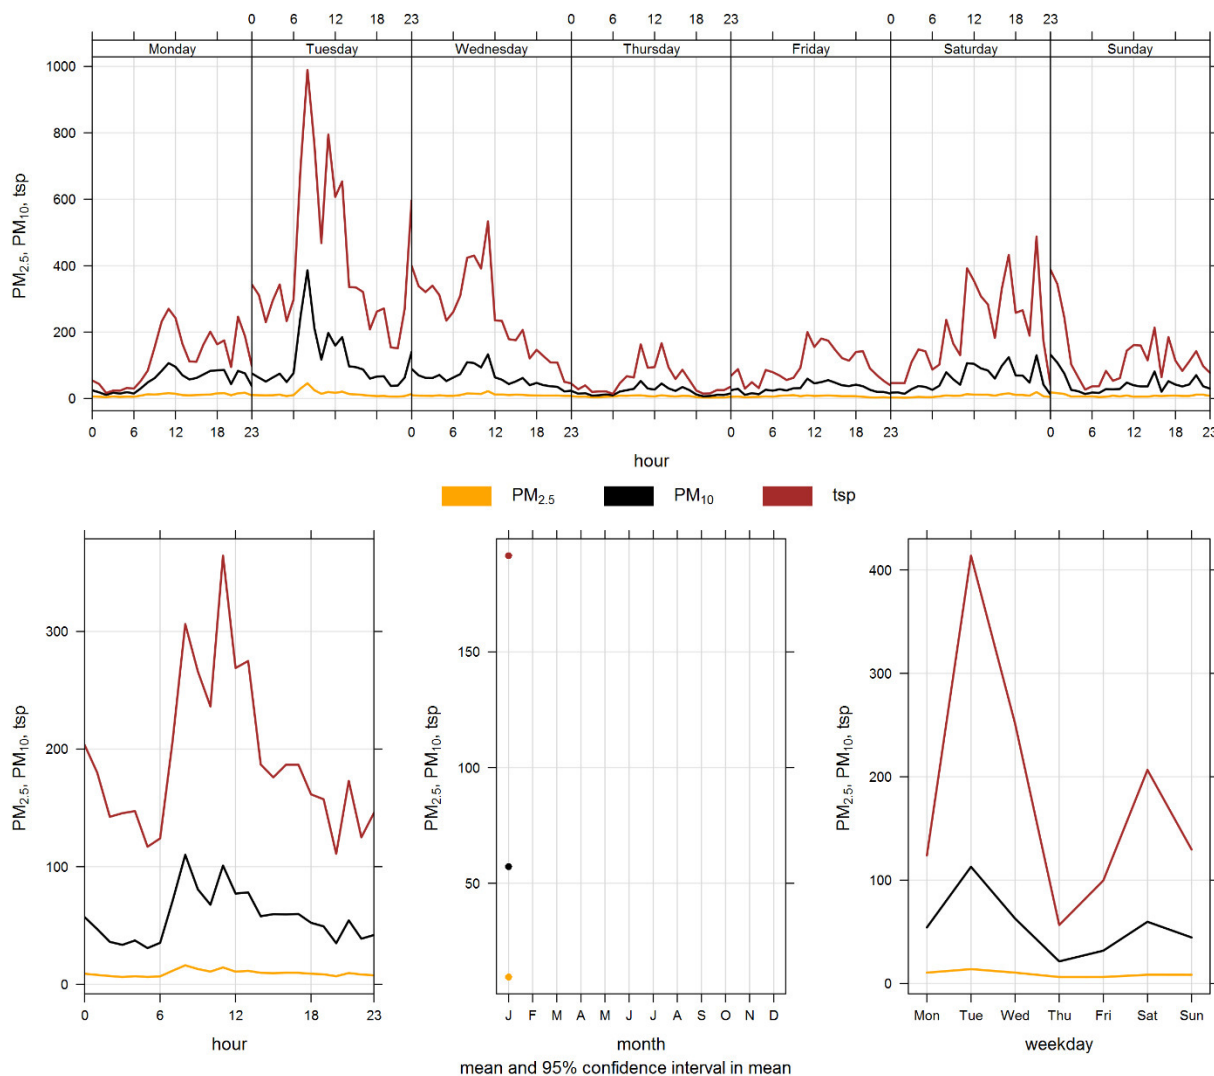 0 6 12 18 23 0 6 12 18 23 0 6 12 18 23
Monday Tuesday Wednesday Thursday Friday Saturday Sunday
1000
800
600
400
200
0
PM2.5, PM10, tsp
0 6 12 18 23 0 6 12 18 23 0 6 12 18 23 0 6 12 18 23
hour
PM2.5 PM10 tsp
300
200
100
0
PM2.5, PM10, tsp
0 6 12 18 23
hour
150
100
50
PM2.5, PM10, tsp
J F M A M J J A S O N D
month
400
300
200
100
0
PM2.5, PM10, tsp
Mon Tue Wed Thu Fri Sat Sun
weekday
mean and 95% confidence interval in mean